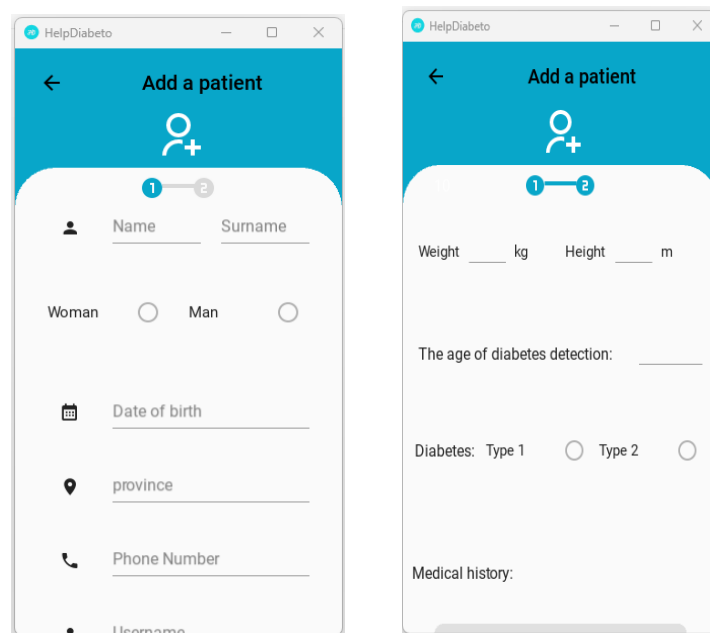 HelpDiabeto
Add a patient
1 2
Name Surname
Woman Man
Date of birth
province
Phone Number
Username
HelpDiabeto
Add a patient
1 2
Weight kg Height m
The age of diabetes detection:
Diabetes: Type 1 Type 2
Medical history: